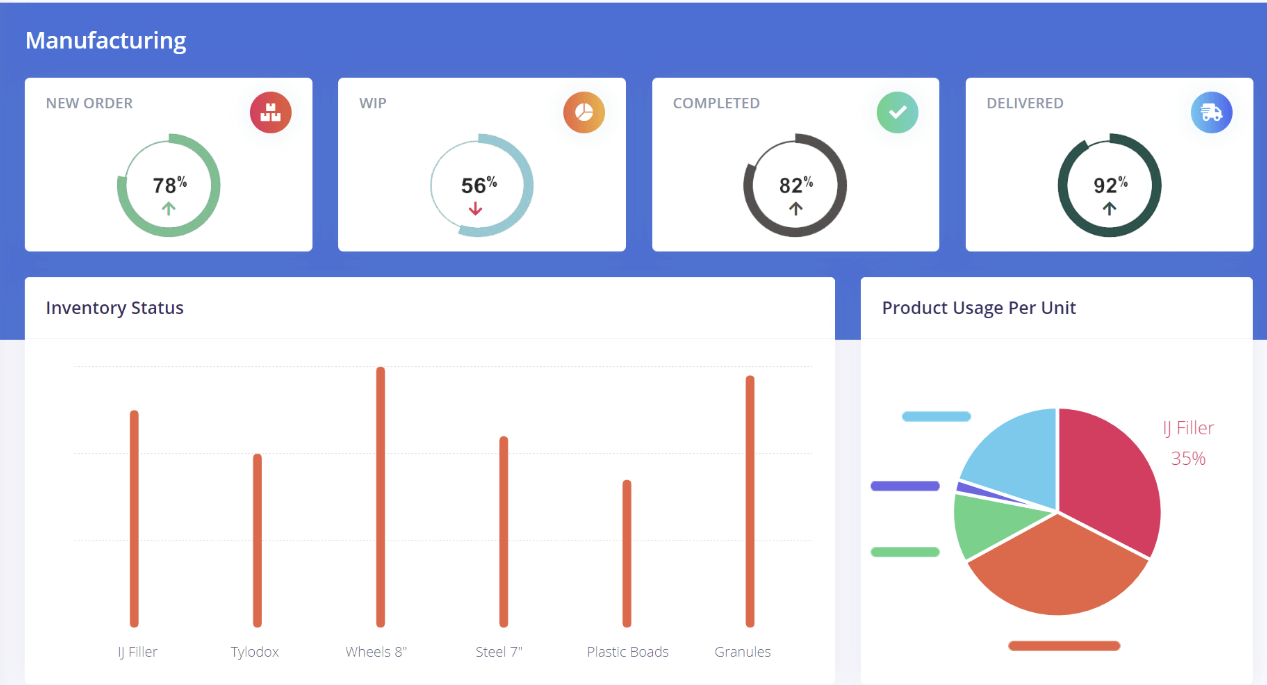 Manufacturing
NEW ORDER
78%
WIP
56%
COMPLETED
82%
DELIVERED
92%
Inventory Status
IJ Filler
Tylodox
Wheels 8"
Steel 7"
Plastic Boads
Granules
Product Usage Per Unit
IJ Filler
35%